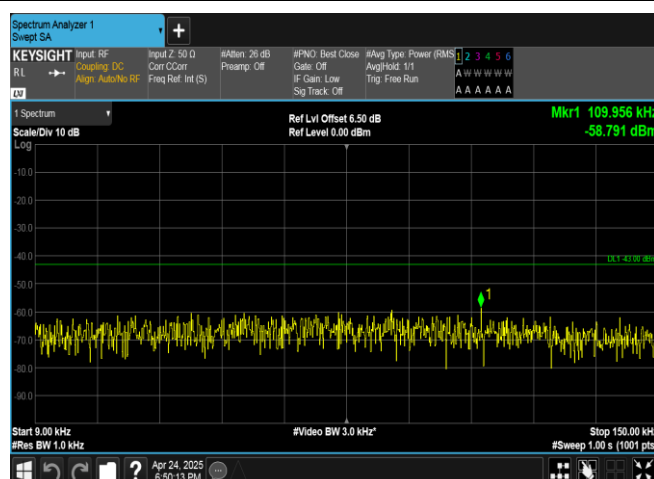 Spectrum Analyzer 1
Swept SA
+
KEYSIGHT
RL
LXI
Input: RF
Coupling: DC
Align: Auto/No RF
Input Z: 50 Ω
Corr CCorr
Freq Ref: Int (S)
#Atten: 26 dB
Preamp: Off
#PNO: Best Close
Gate: Off
IF Gain: Low
Sig Track: Off
#Avg Type: Power (RMS
Avg|Hold: 1/1
Trig: Free Run
1 2 3 4 5 6
A W W W W W
A A A A A A
1 Spectrum
Scale/Div 10 dB
Log
Ref Lvl Offset 6.50 dB
Ref Level 0.00 dBm
Mkr1 109.956 kHz
-58.791 dBm
-10.0
-20.0
-30.0
-40.0
DL1 -43.00 dBm
-50.0
1
-60.0
-70.0
-80.0
-90.0
Start 9.00 kHz
#Res BW 1.0 kHz
#Video BW 3.0 kHz*
Stop 150.00 kHz
#Sweep 1.00 s (1001 pts
?
Apr 24, 2025
6:50:13 PM